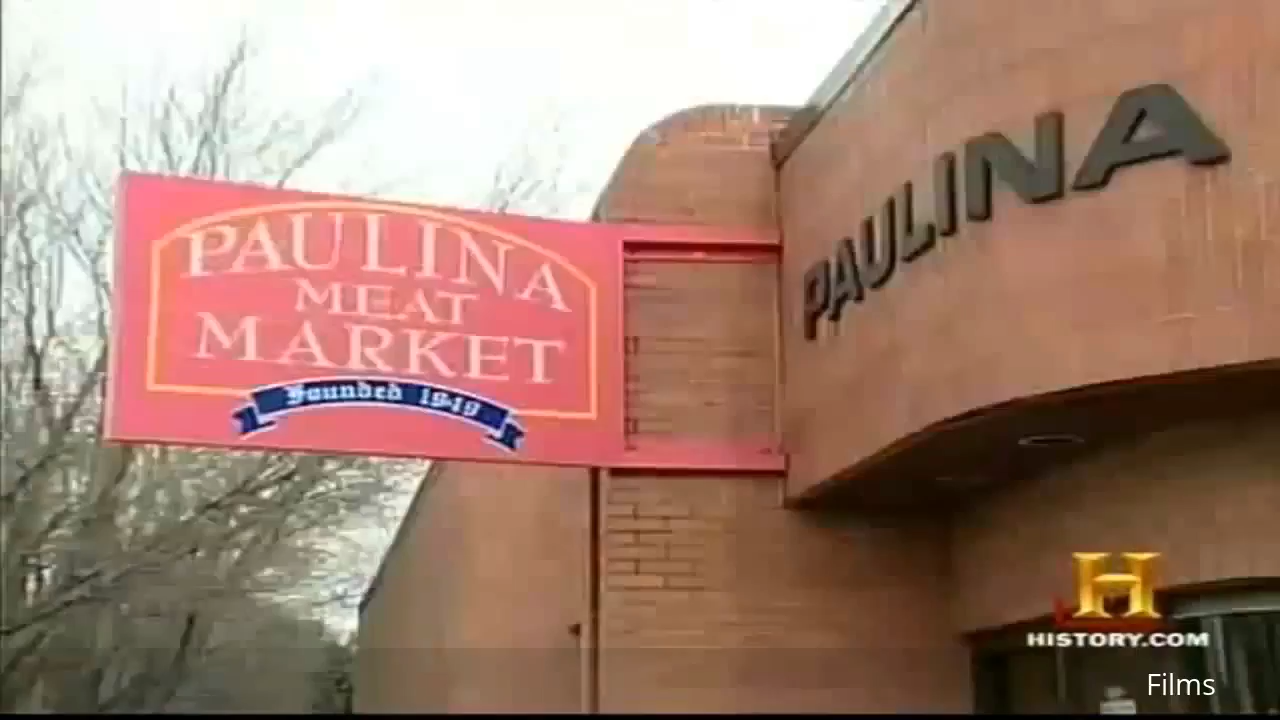 PAULINA
MEAT
MARKET
Founded 1949
PAULINA
H
HISTORY.COM
Films